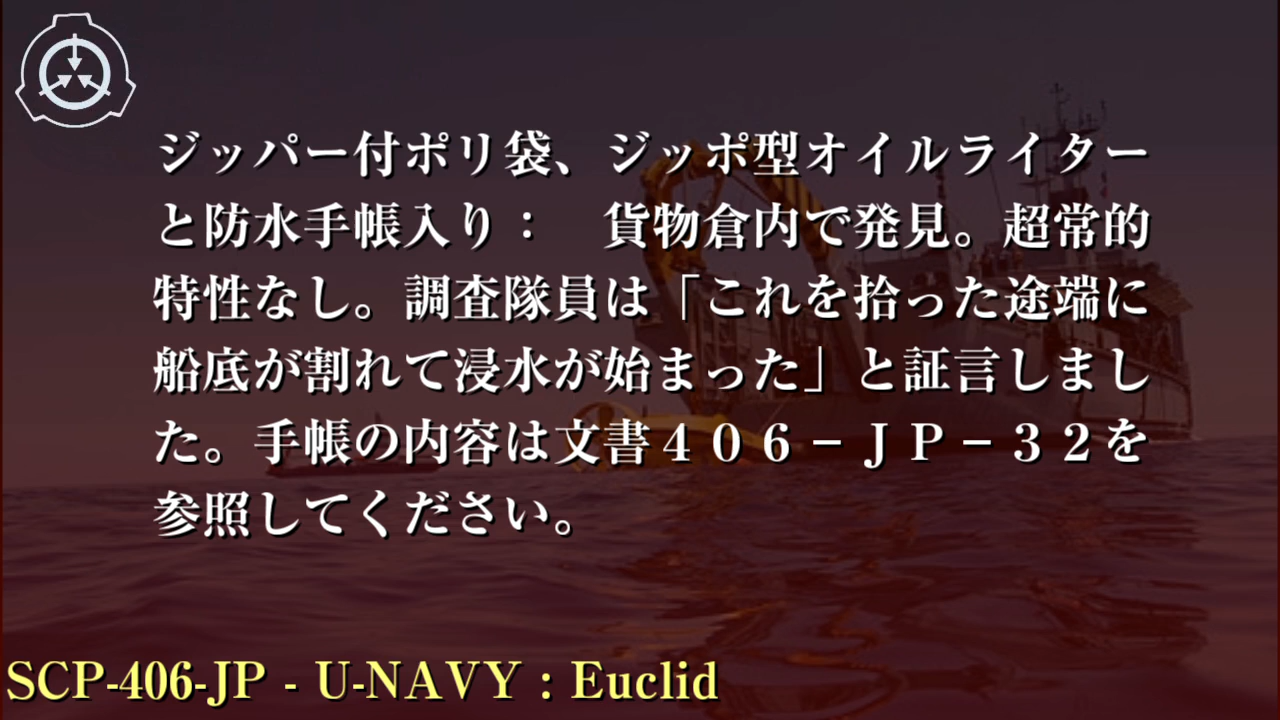 ジッパー付ポリ袋、ジッポ型オイルライター
と防水手帳入り：　貨物倉内で発見。超常的
特性なし。調査隊員は「これを拾った途端に
船底が割れて浸水が始まった」と証言しまし
た。手帳の内容は文書４０６－ＪＰ－３２を
参照してください。
SCP-406-JP - U-NAVY : Euclid